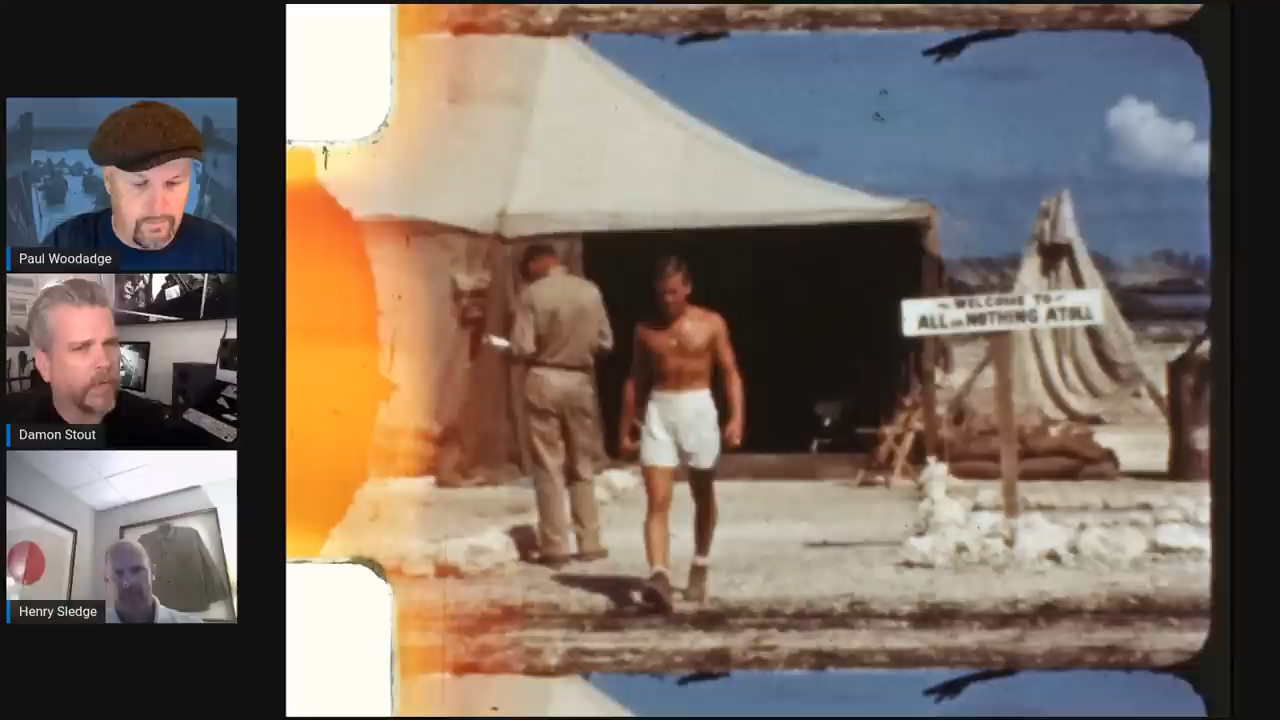 Paul Woodadge
Damon Stout
Henry Sledge
~ WELCOME TO ~
ALL OR NOTHING ATOLL